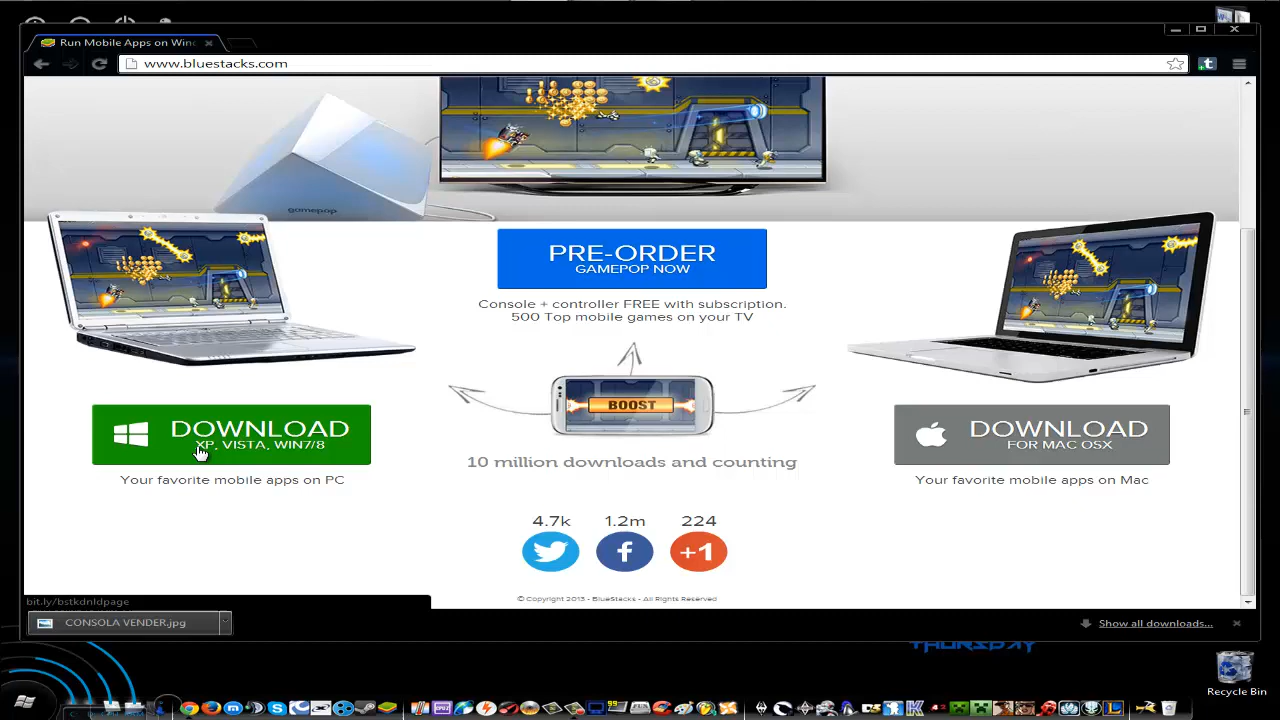 Run Mobile Apps on Wind
www.bluestacks.com
gamepop
PRE-ORDER
GAMEPOP NOW
Console + controller FREE with subscription.
500 Top mobile games on your TV
DOWNLOAD
XP, VISTA, WIN7/8
Your favorite mobile apps on PC
BOOST
10 million downloads and counting
DOWNLOAD
FOR MAC OSX
Your favorite mobile apps on Mac
4.7k 1.2m 224
+1
© Copyright 2013 - BlueStacks - All Rights Reserved
bit.ly/bstkdnldpage
CONSOLA VENDER.jpg
Show all downloads...
THURSDAY
Recycle Bin